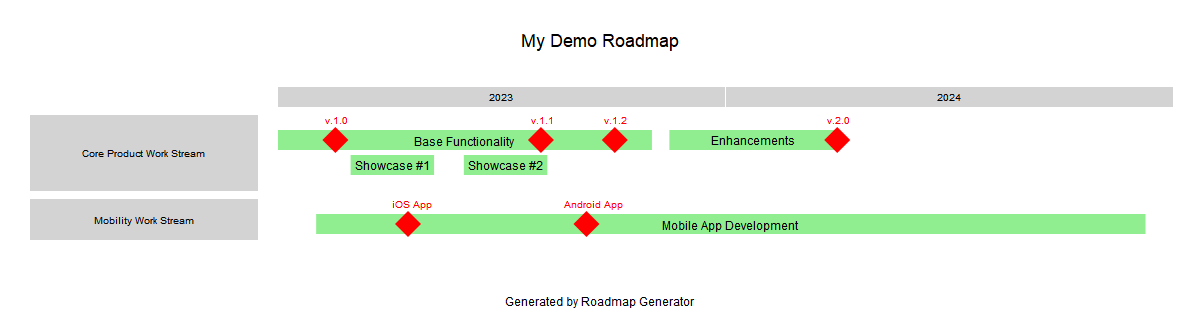 My Demo Roadmap
2023 2024
v.1.0 v.1.1 v.1.2 v.2.0
Core Product Work Stream
Base Functionality Enhancements
Showcase #1 Showcase #2
iOS App Android App
Mobility Work Stream
Mobile App Development
Generated by Roadmap Generator